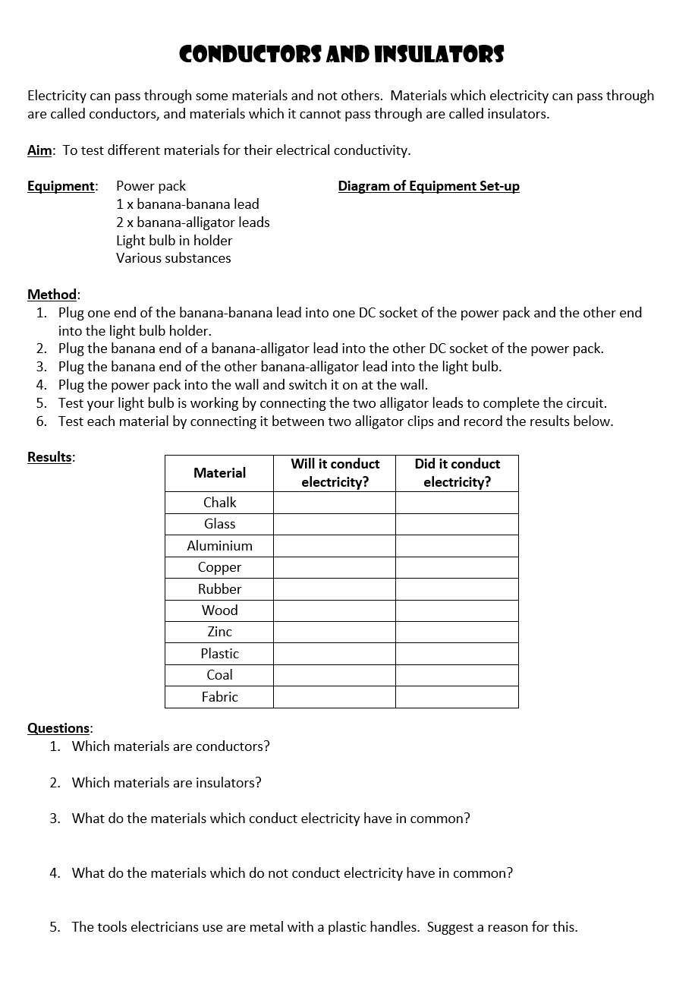 CONDUCTORS AND INSULATORS
Electricity can pass through some materials and not others.  Materials which electricity can pass through
are called conductors, and materials which it cannot pass through are called insulators.
Aim:  To test different materials for their electrical conductivity.
Equipment: Power pack
Diagram of Equipment Set-up
1 x banana-banana lead
2 x banana-alligator leads
Light bulb in holder
Various substances
Method:
1. Plug one end of the banana-banana lead into one DC socket of the power pack and the other end
into the light bulb holder.
2. Plug the banana end of a banana-alligator lead into the other DC socket of the power pack.
3. Plug the banana end of the other banana-alligator lead into the light bulb.
4. Plug the power pack into the wall and switch it on at the wall.
5. Test your light bulb is working by connecting the two alligator leads to complete the circuit.
6. Test each material by connecting it between two alligator clips and record the results below.
Results:
Material
Will it conduct
electricity?
Did it conduct
electricity?
Chalk
Glass
Aluminium
Copper
Rubber
Wood
Zinc
Plastic
Coal
Fabric
Questions:
1. Which materials are conductors?
2. Which materials are insulators?
3. What do the materials which conduct electricity have in common?
4. What do the materials which do not conduct electricity have in common?
5. The tools electricians use are metal with a plastic handles.  Suggest a reason for this.